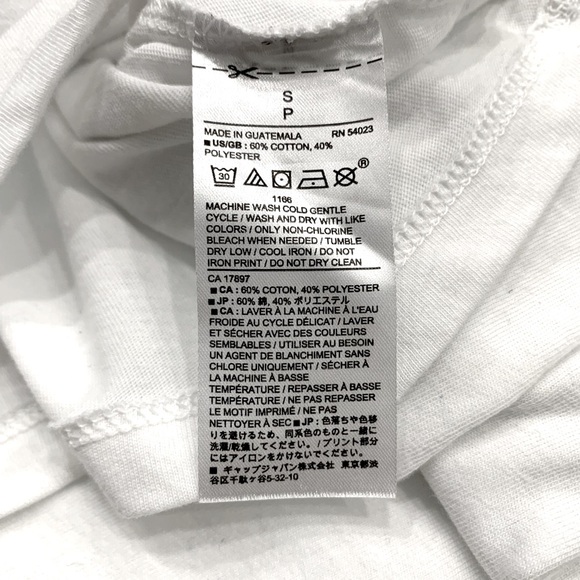 S
P
MADE IN GUATEMALA RN 54023
■ US/GB : 60% COTTON, 40%
POLYESTER
30
®
1166
MACHINE WASH COLD GENTLE
CYCLE / WASH AND DRY WITH LIKE
COLORS / ONLY NON-CHLORINE
BLEACH WHEN NEEDED / TUMBLE
DRY LOW / COOL IRON / DO NOT
IRON PRINT / DO NOT DRY CLEAN
CA 17897
■ CA : 60% COTON, 40% POLYESTER
■ JP : 60% 綿, 40% ポリエステル
■ CA : LAVER À LA MACHINE À L'EAU
FROIDE AU CYCLE DÉLICAT / LAVER
ET SÉCHER AVEC DES COULEURS
SEMBLABLES / UTILISER AU BESOIN
UN AGENT DE BLANCHIMENT SANS
CHLORE UNIQUEMENT / SÉCHER À
LA MACHINE À BASSE
TEMPÉRATURE / REPASSER À BASSE
TEMPÉRATURE / NE PAS REPASSER
LE MOTIF IMPRIMÉ / NE PAS
NETTOYER À SEC ■ JP : 色落ちや色移
りを避けるため、同系色のものと一緒に
洗濯/乾燥してください。/ プリント部分
にはアイロンをかけないでください。
■ ギャップジャパン株式会社 東京都渋
谷区千駄ヶ谷5-32-10